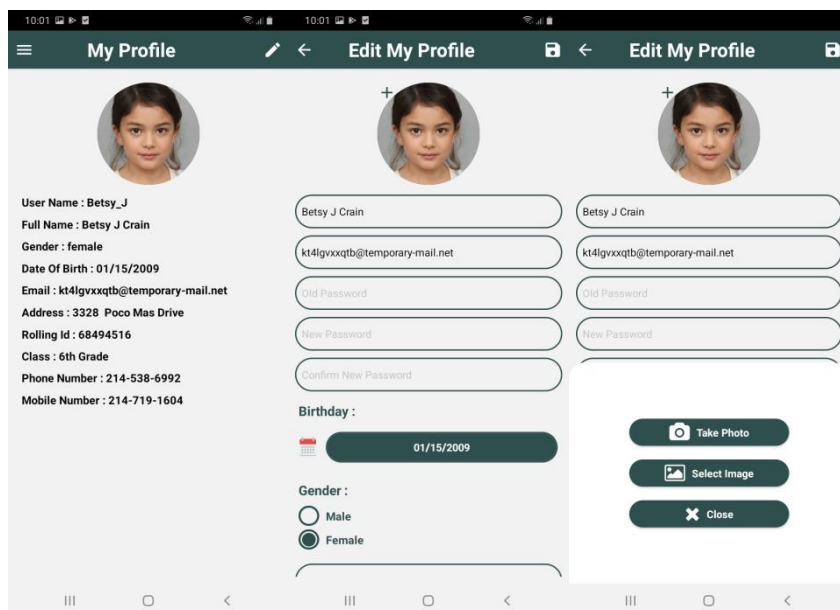 10:01
My Profile
User Name : Betsy_J
Full Name : Betsy J Crain
Gender : female
Date Of Birth : 01/15/2009
Email : kt4lgvxxqtb@temporary-mail.net
Address : 3328  Poco Mas Drive
Rolling Id : 68494516
Class : 6th Grade
Phone Number : 214-538-6992
Mobile Number : 214-719-1604
10:01
Edit My Profile
Betsy J Crain
kt4lgvxxqtb@temporary-mail.net
Old Password
New Password
Confirm New Password
Birthday :
01/15/2009
Gender :
Male
Female
Edit My Profile
Betsy J Crain
kt4lgvxxqtb@temporary-mail.net
Old Password
New Password
Take Photo
Select Image
Close